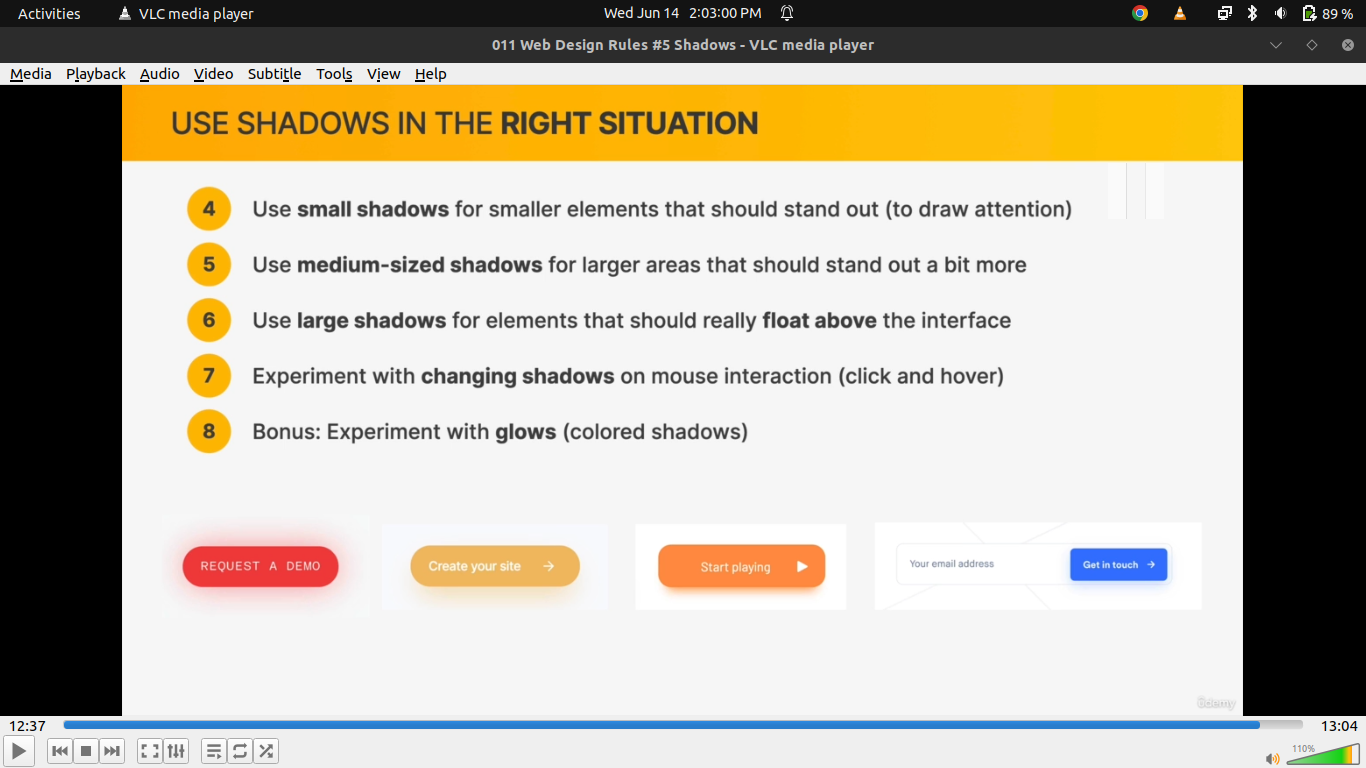 Activities VLC media player Wed Jun 14 2:03:00 PM 89 %
011 Web Design Rules #5 Shadows - VLC media player
Media Playback Audio Video Subtitle Tools View Help
USE SHADOWS IN THE RIGHT SITUATION
4 Use small shadows for smaller elements that should stand out (to draw attention)
5 Use medium-sized shadows for larger areas that should stand out a bit more
6 Use large shadows for elements that should really float above the interface
7 Experiment with changing shadows on mouse interaction (click and hover)
8 Bonus: Experiment with glows (colored shadows)
REQUEST A DEMO Create your site → Start playing Your email address Get in touch →
ûdemy
12:37 13:04
110%